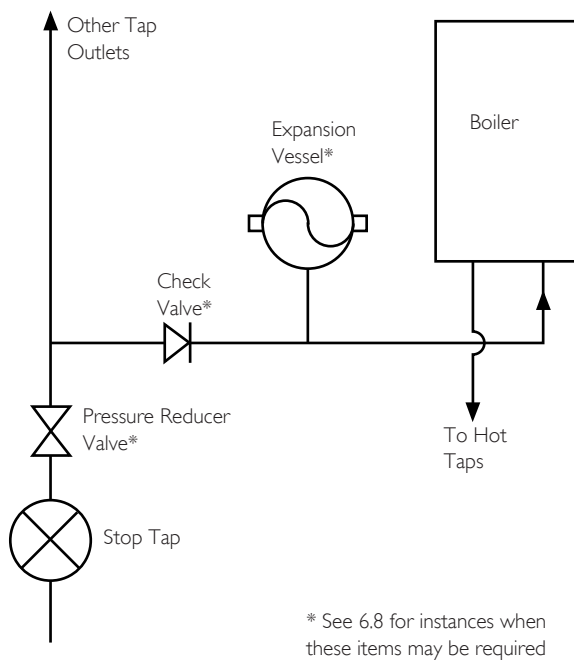 Other Tap
Outlets
Boiler
Expansion
Vessel*
Check
Valve*
Pressure Reducer
Valve*
To Hot
Taps
Stop Tap
* See 6.8 for instances when
these items may be required